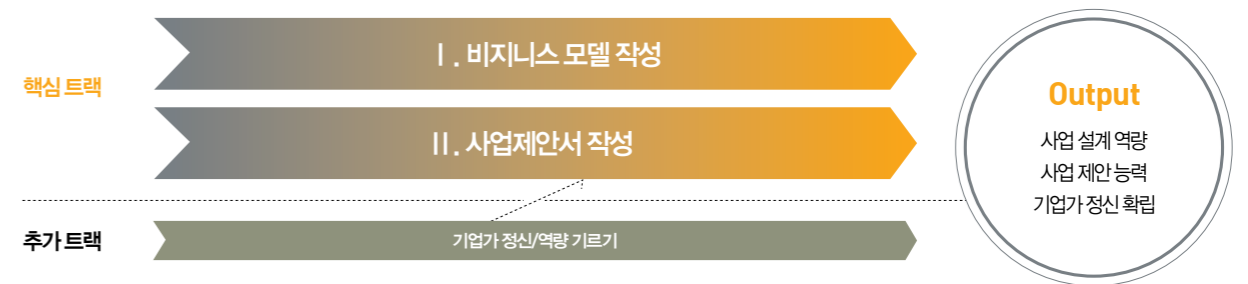 핵심 트랙
Ⅰ. 비지니스 모델 작성
Ⅱ. 사업제안서 작성
추가 트랙
기업가 정신/역량 기르기
Output
사업 설계 역량
사업 제안 능력
기업가 정신 확립